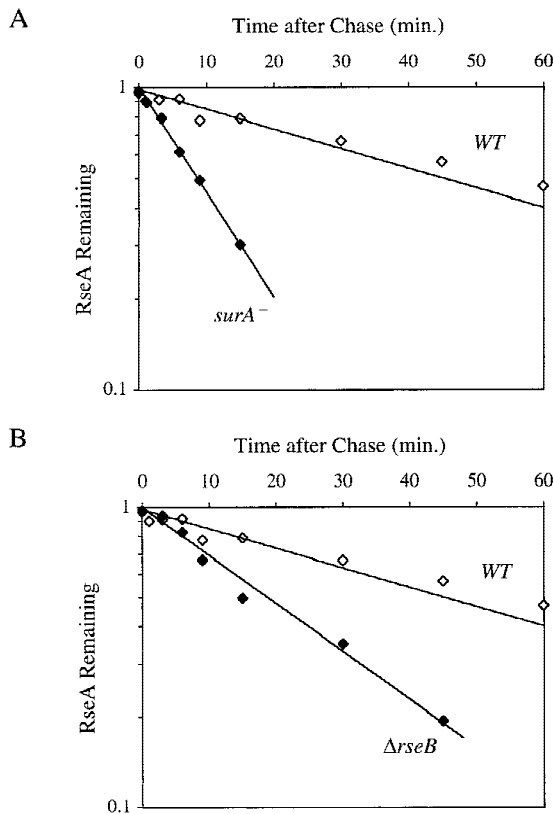 A
Time after Chase (min.)
0 10 20 30 40 50 60
1
WT
RseA Remaining
surA⁻
0.1
B
Time after Chase (min.)
0 10 20 30 40 50 60
1
WT
RseA Remaining
ΔrseB
0.1